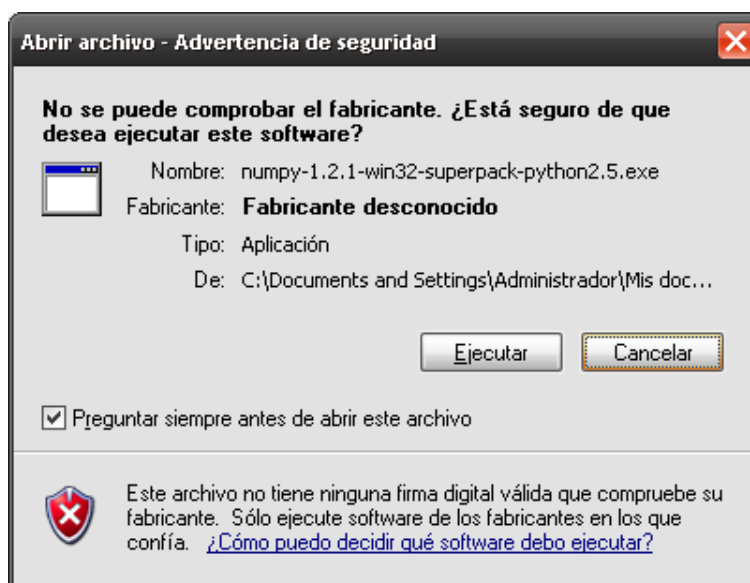 Abrir archivo - Advertencia de seguridad
No se puede comprobar el fabricante. ¿Está seguro de que
desea ejecutar este software?
Nombre: numpy-1.2.1-win32-superpack-python2.5.exe
Fabricante: Fabricante desconocido
Tipo: Aplicación
De: C:\Documents and Settings\Administrador\Mis doc...
Ejecutar Cancelar
Preguntar siempre antes de abrir este archivo
Este archivo no tiene ninguna firma digital válida que compruebe su
fabricante. Sólo ejecute software de los fabricantes en los que
confía. ¿Cómo puedo decidir qué software debo ejecutar?